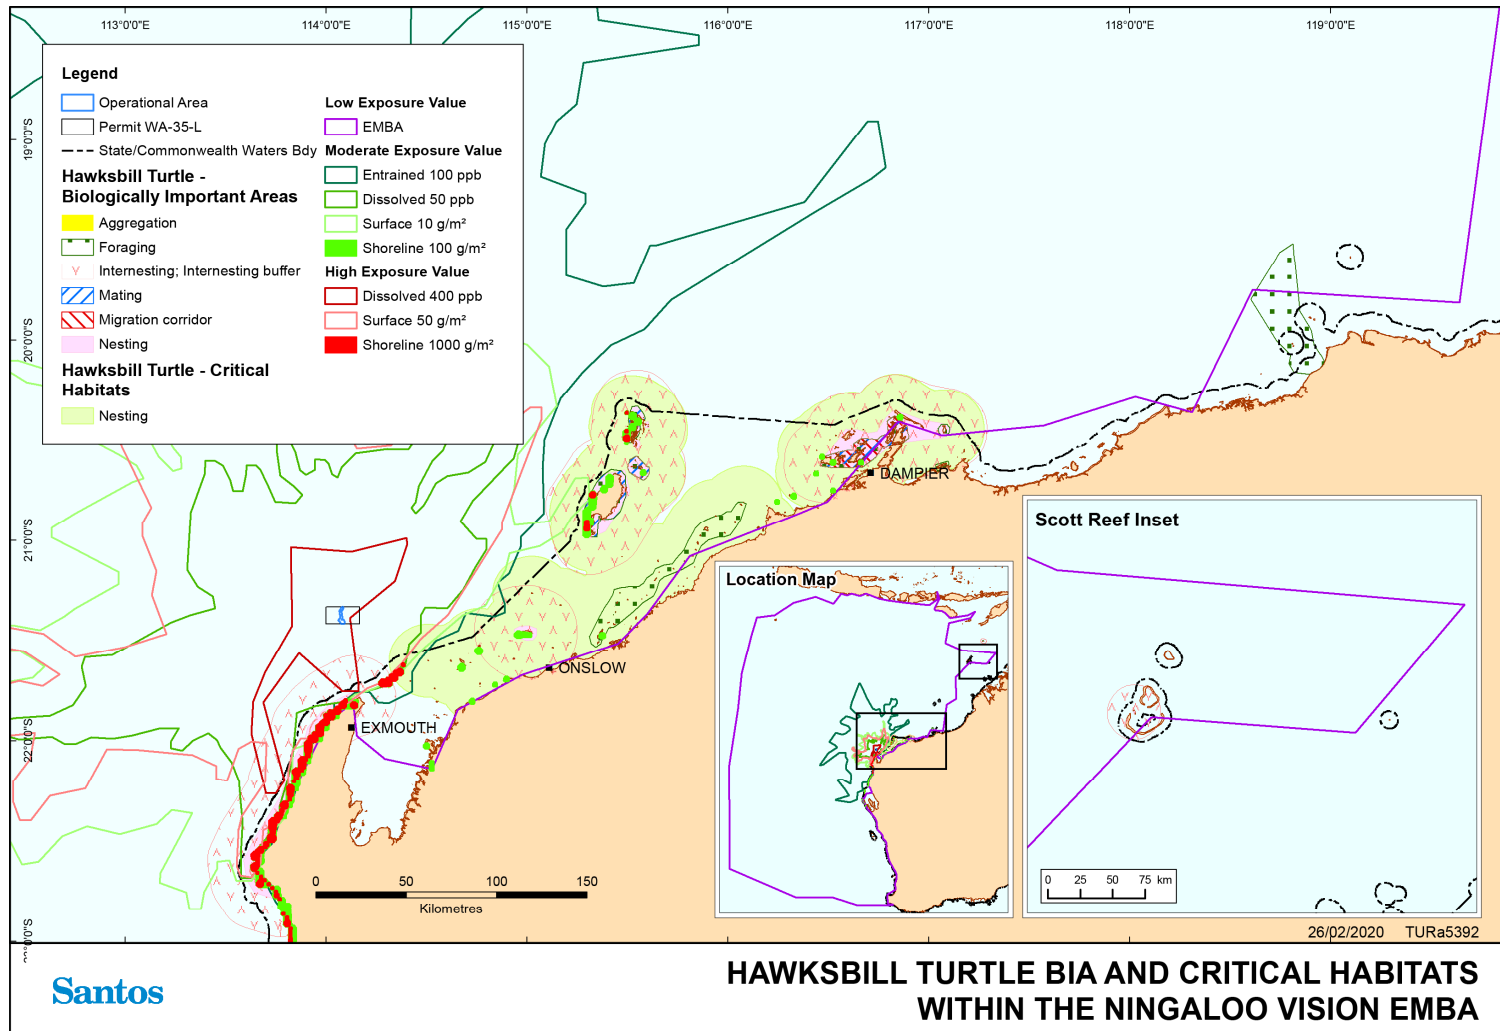 113°0'0"E
114°0'0"E
115°0'0"E
116°0'0"E
117°0'0"E
118°0'0"E
119°0'0"E
19°0'0"S
20°0'0"S
21°0'0"S
22°0'0"S
Legend
Operational Area
Permit WA-35-L
State/Commonwealth Waters Bdy
Hawksbill Turtle -
Biologically Important Areas
Aggregation
Foraging
Internesting; Internesting buffer
Mating
Migration corridor
Nesting
Hawksbill Turtle - Critical
Habitats
Nesting
Low Exposure Value
EMBA
Moderate Exposure Value
Entrained 100 ppb
Dissolved 50 ppb
Surface 10 g/m²
Shoreline 100 g/m²
High Exposure Value
Dissolved 400 ppb
Surface 50 g/m²
Shoreline 1000 g/m²
DAMPIER
ONSLOW
EXMOUTH
0 50 100 150
Kilometres
Location Map
Scott Reef Inset
0 25 50 75 km
26/02/2020 TURa5392
Santos
HAWKSBILL TURTLE BIA AND CRITICAL HABITATS
WITHIN THE NINGALOO VISION EMBA